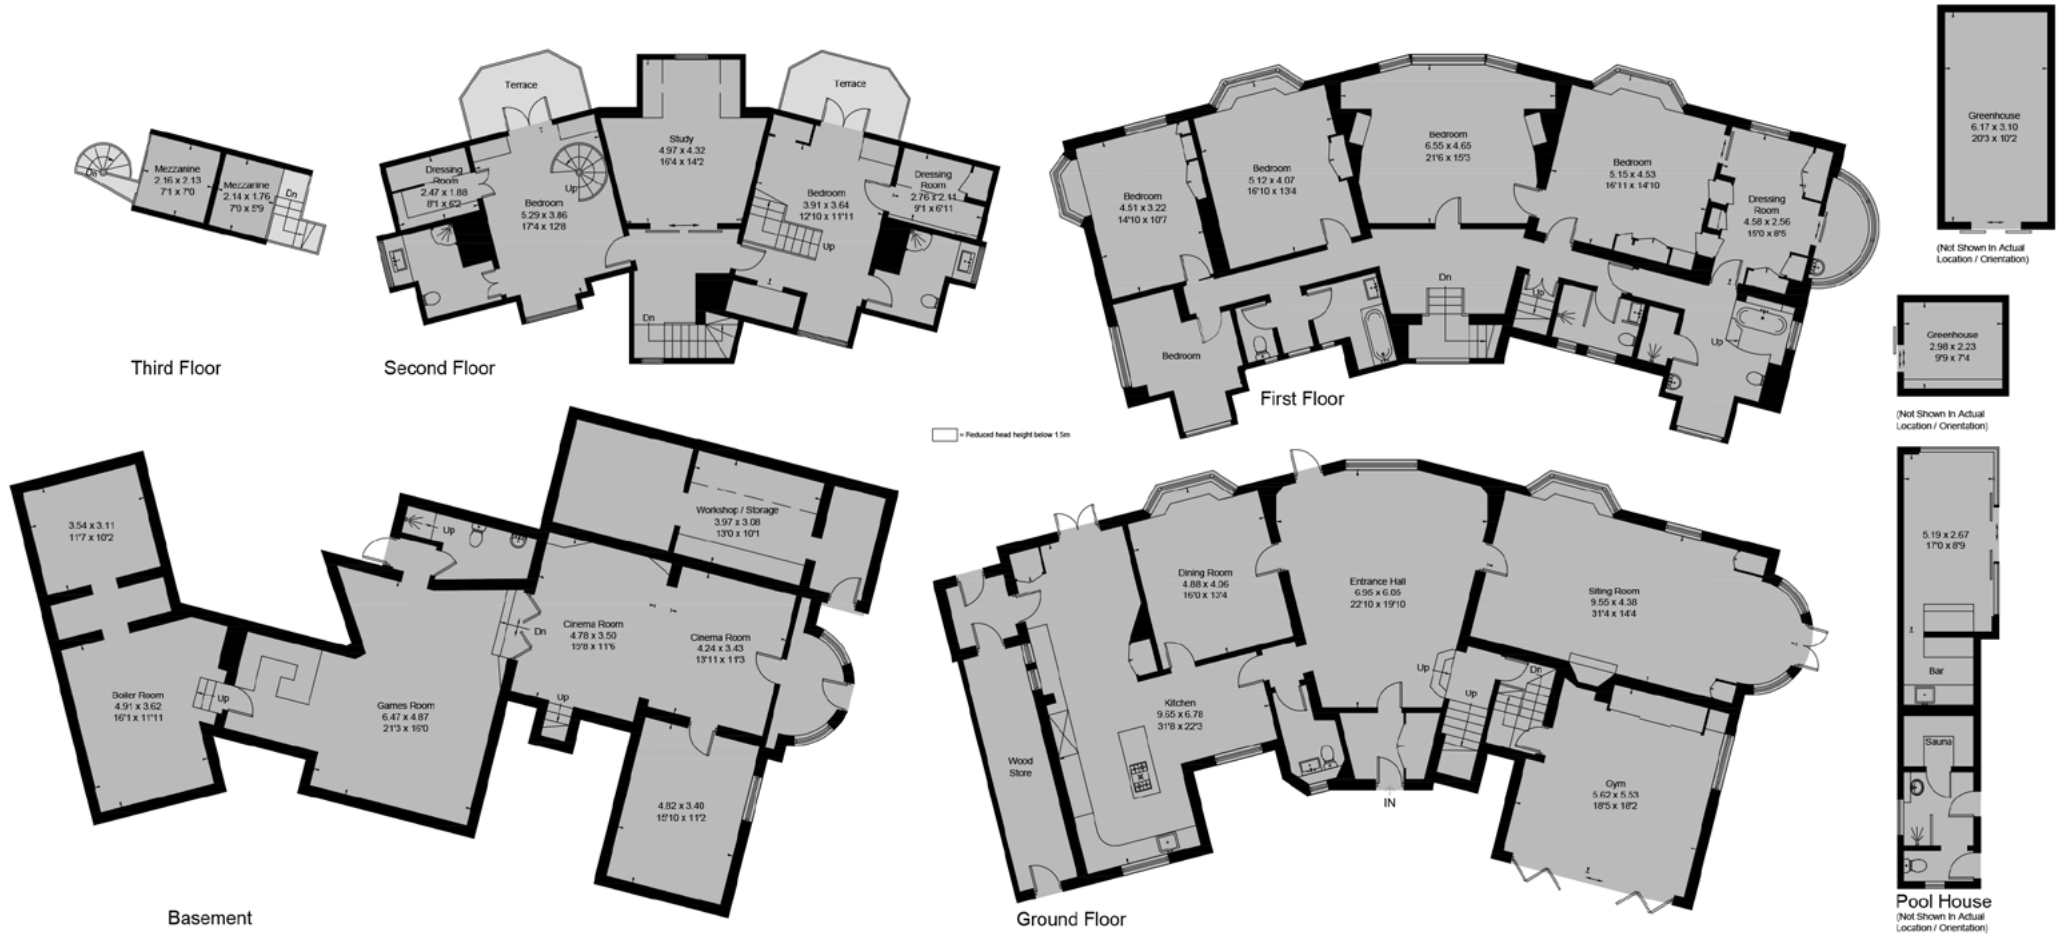 Third Floor
Mezzanine
2.16 x 2.13
7'1 x 7'0
Dn
Mezzanine
2.14 x 1.76
7'0 x 5'9
Dn
Second Floor
Terrace
Terrace
Study
4.97 x 4.32
16'4 x 14'2
Dressing
Room
2.47 x 1.88
8'1 x 6'2
Up
Bedroom
5.29 x 3.86
17'4 x 12'8
Bedroom
3.91 x 3.64
12'10 x 11'11
Up
Dressing
Room
2.76 x 2.11
9'1 x 6'11
Dn
First Floor
Bedroom
4.51 x 3.22
14'10 x 10'7
Bedroom
5.12 x 4.07
16'10 x 13'4
Bedroom
6.55 x 4.65
21'6 x 15'3
Bedroom
5.15 x 4.53
16'11 x 14'10
Dressing
Room
4.58 x 2.56
15'0 x 8'5
Dn
Up
Up
Bedroom
Greenhouse
6.17 x 3.10
20'3 x 10'2
(Not Shown In Actual
Location / Orientation)
Greenhouse
2.98 x 2.23
9'9 x 7'4
(Not Shown In Actual
Location / Orientation)
= Reduced head height below 1.5m
Basement
3.54 x 3.11
11'7 x 10'2
Boiler Room
4.91 x 3.62
16'1 x 11'11
Up
Games Room
6.47 x 4.87
21'3 x 16'0
Up
Workshop / Storage
3.97 x 3.08
13'0 x 10'1
Dn
Cinema Room
4.78 x 3.50
15'8 x 11'6
Cinema Room
4.24 x 3.43
13'11 x 11'3
Up
4.82 x 3.40
15'10 x 11'2
Ground Floor
Dining Room
4.88 x 4.06
16'0 x 13'4
Entrance Hall
6.95 x 6.05
22'10 x 19'10
Siting Room
9.55 x 4.38
31'4 x 14'4
Kitchen
9.65 x 6.78
31'8 x 22'3
Wood
Store
Up
Up
Dn
Gym
5.62 x 5.53
18'5 x 18'2
IN
5.19 x 2.67
17'0 x 8'9
Bar
Sauna
Pool House
(Not Shown In Actual
Location / Orientation)